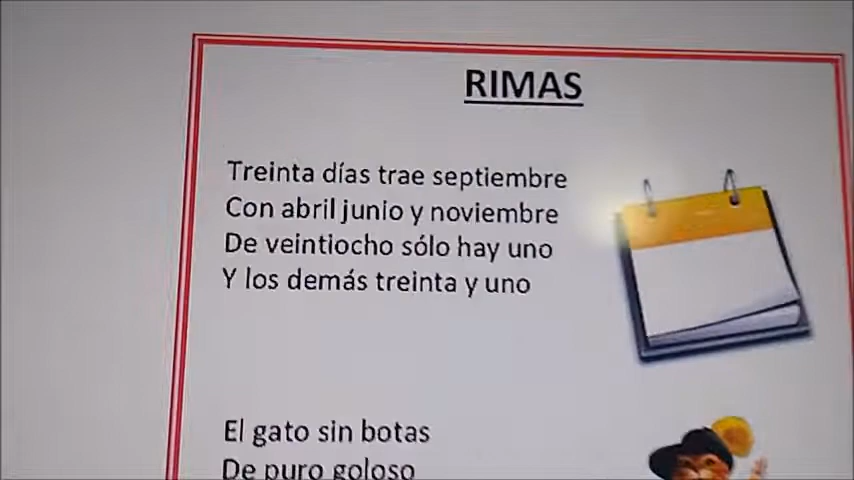 RIMAS
Treinta días trae septiembre
Con abril junio y noviembre
De veintiocho sólo hay uno
Y los demás treinta y uno
El gato sin botas
De puro goloso